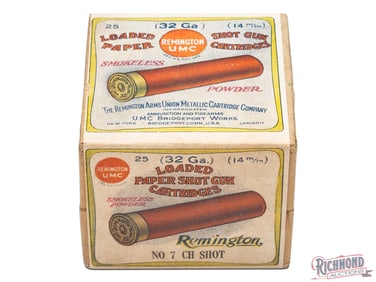 25 (32 Ga) (14 m/m)
LOADED SHOT GUN
PAPER CARTRIDGES
REMINGTON
UMC
SMOKELESS
POWDER
THE REMINGTON ARMS UNION METALLIC CARTRIDGE COMPANY
INCORPORATED
AMMUNITION AND FIREARMS
UMC BRIDGEPORT WORKS
NEW YORK BRIDGEPORT, CONN., U.S.A. LONDON
25 (32 Ga.) (14 m/m)
REMINGTON
UMC
LOADED
PAPER SHOT GUN
CARTRIDGES
SMOKELESS
POWDER
Remington
NO 7 CH SHOT
RICHMOND
AUCTIONS